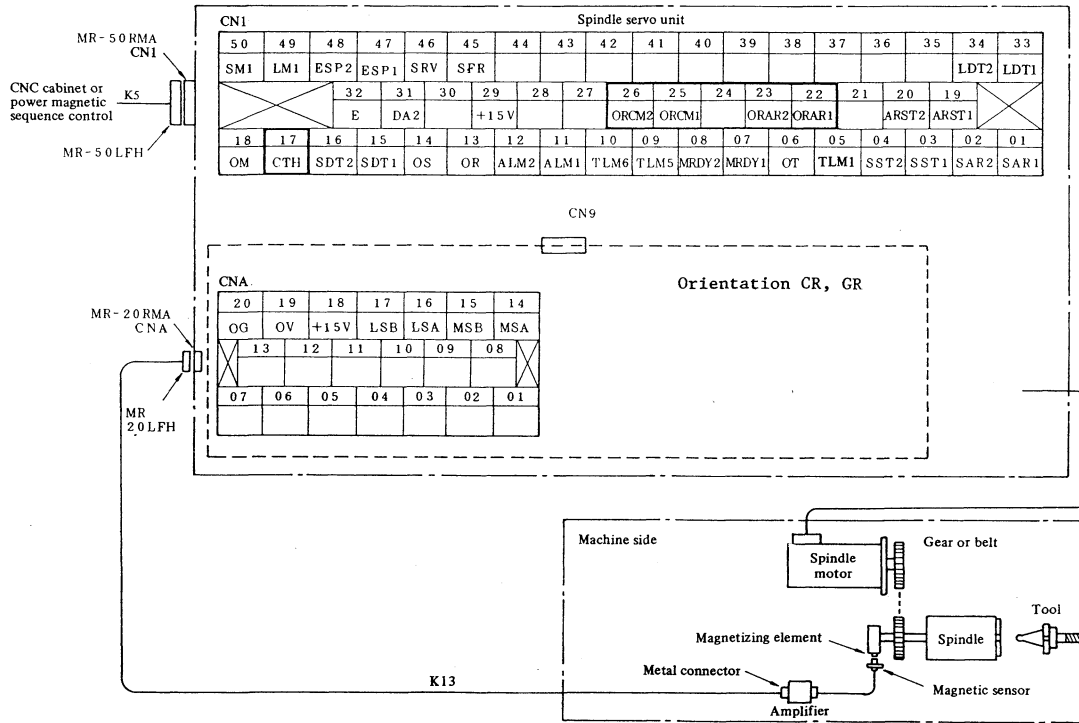 CN1
Spindle servo unit
MR-50RMA
CN1
CNC cabinet or
power magnetic
sequence control
K5
MR-50LFH
50 49 48 47 46 45 44 43 42 41 40 39 38 37 36 35 34 33
SM1 LM1 ESP2 ESP1 SRV SFR LDT2 LDT1
32 31 30 29 28 27 26 25 24 23 22 21 20 19
E DA2 +15V ORCM2 ORCM1 ORAR2 ORAR1 ARST2 ARST1
18 17 16 15 14 13 12 11 10 09 08 07 06 05 04 03 02 01
OM CTH SDT2 SDT1 OS OR ALM2 ALM1 TLM6 TLM5 MRDY2 MRDY1 OT TLM1 SST2 SST1 SAR2 SAR1
CN9
CNA
Orientation CR, GR
MR-20RMA
CNA
20 19 18 17 16 15 14
OG OV +15V LSB LSA MSB MSA
13 12 11 10 09 08
07 06 05 04 03 02 01
MR
20LFH
Machine side
Gear or belt
Spindle
motor
Tool
Spindle
Magnetizing element
Metal connector
Magnetic sensor
K13
Amplifier